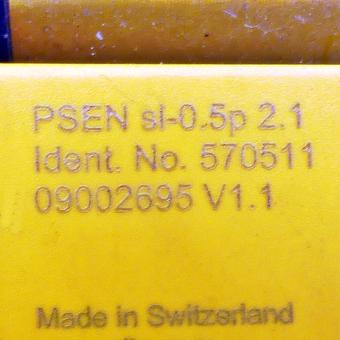 PSEN sl-0.5p 2.1
Ident. No. 570511
09002695 V1.1
Made in Switzerland